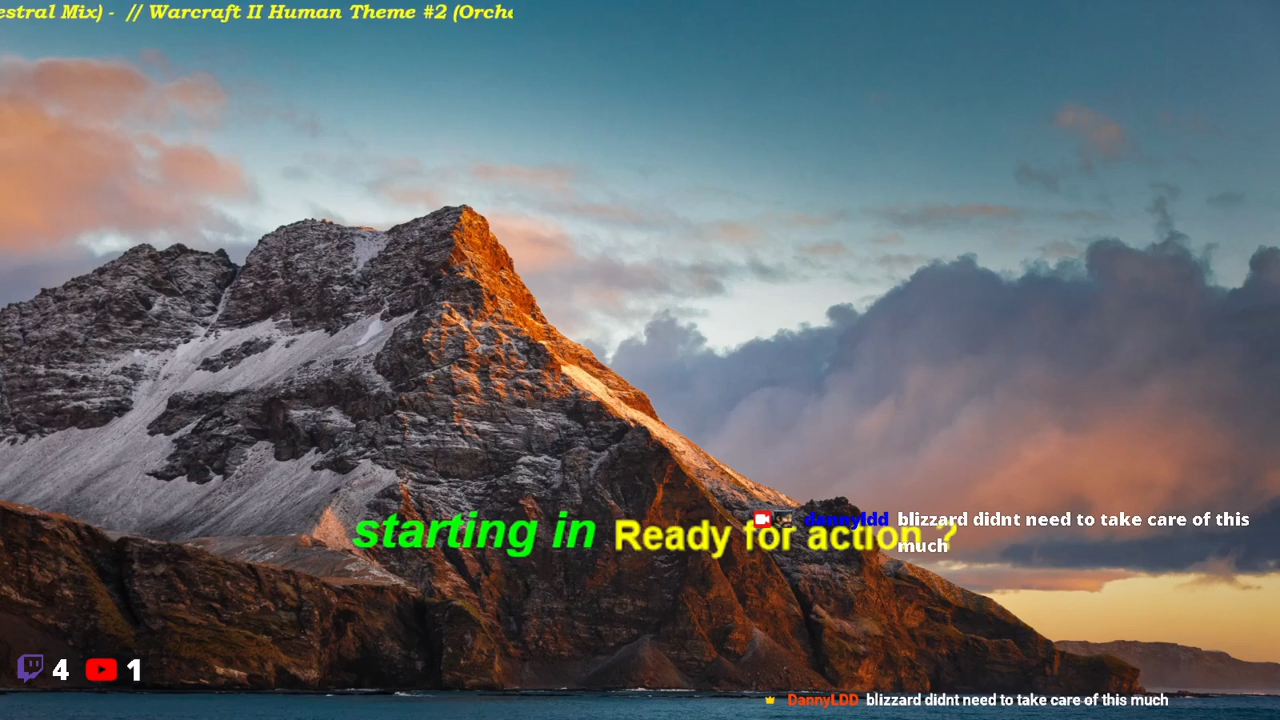 estral Mix) - // Warcraft II Human Theme #2 (Orche
starting in Ready for action ?
dannyldd blizzard didnt need to take care of this
much
4 1
DannyLDD blizzard didnt need to take care of this much